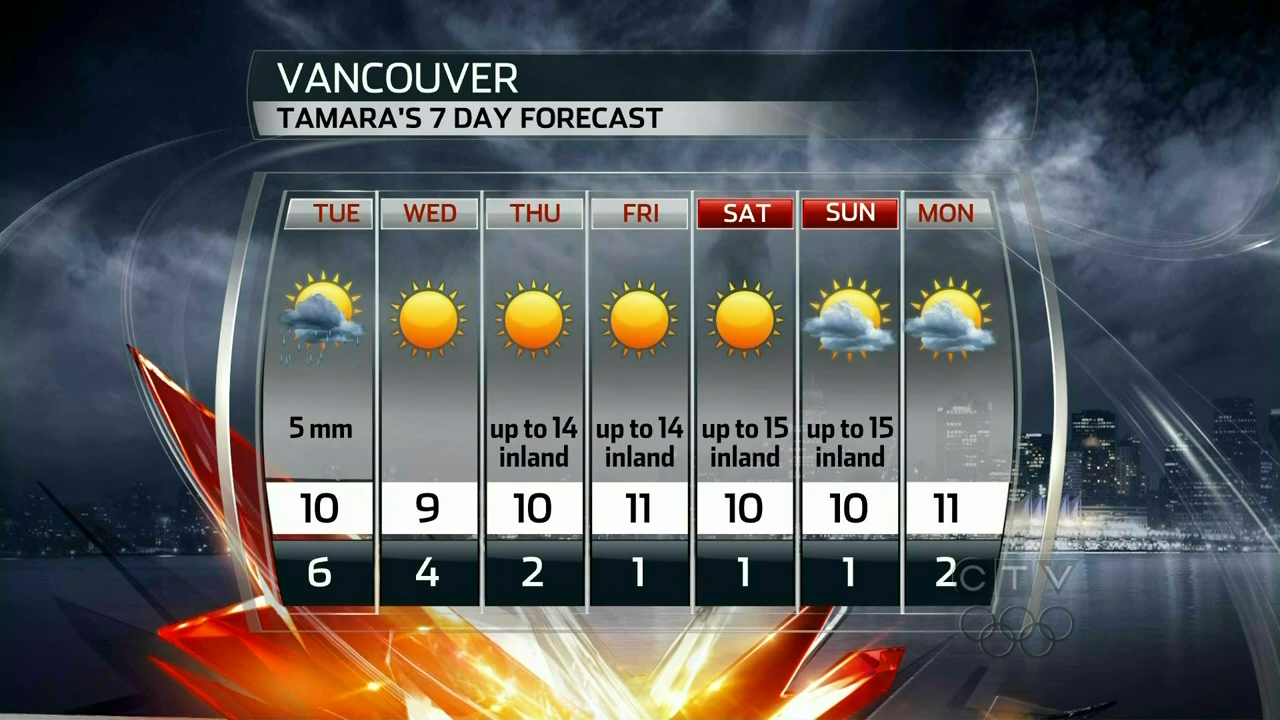 VANCOUVER
TAMARA'S 7 DAY FORECAST
TUE WED THU FRI SAT SUN MON
5 mm up to 14 up to 14 up to 15 up to 15
inland inland inland inland
10 9 10 11 10 10 11
6 4 2 1 1 1 2
CTV